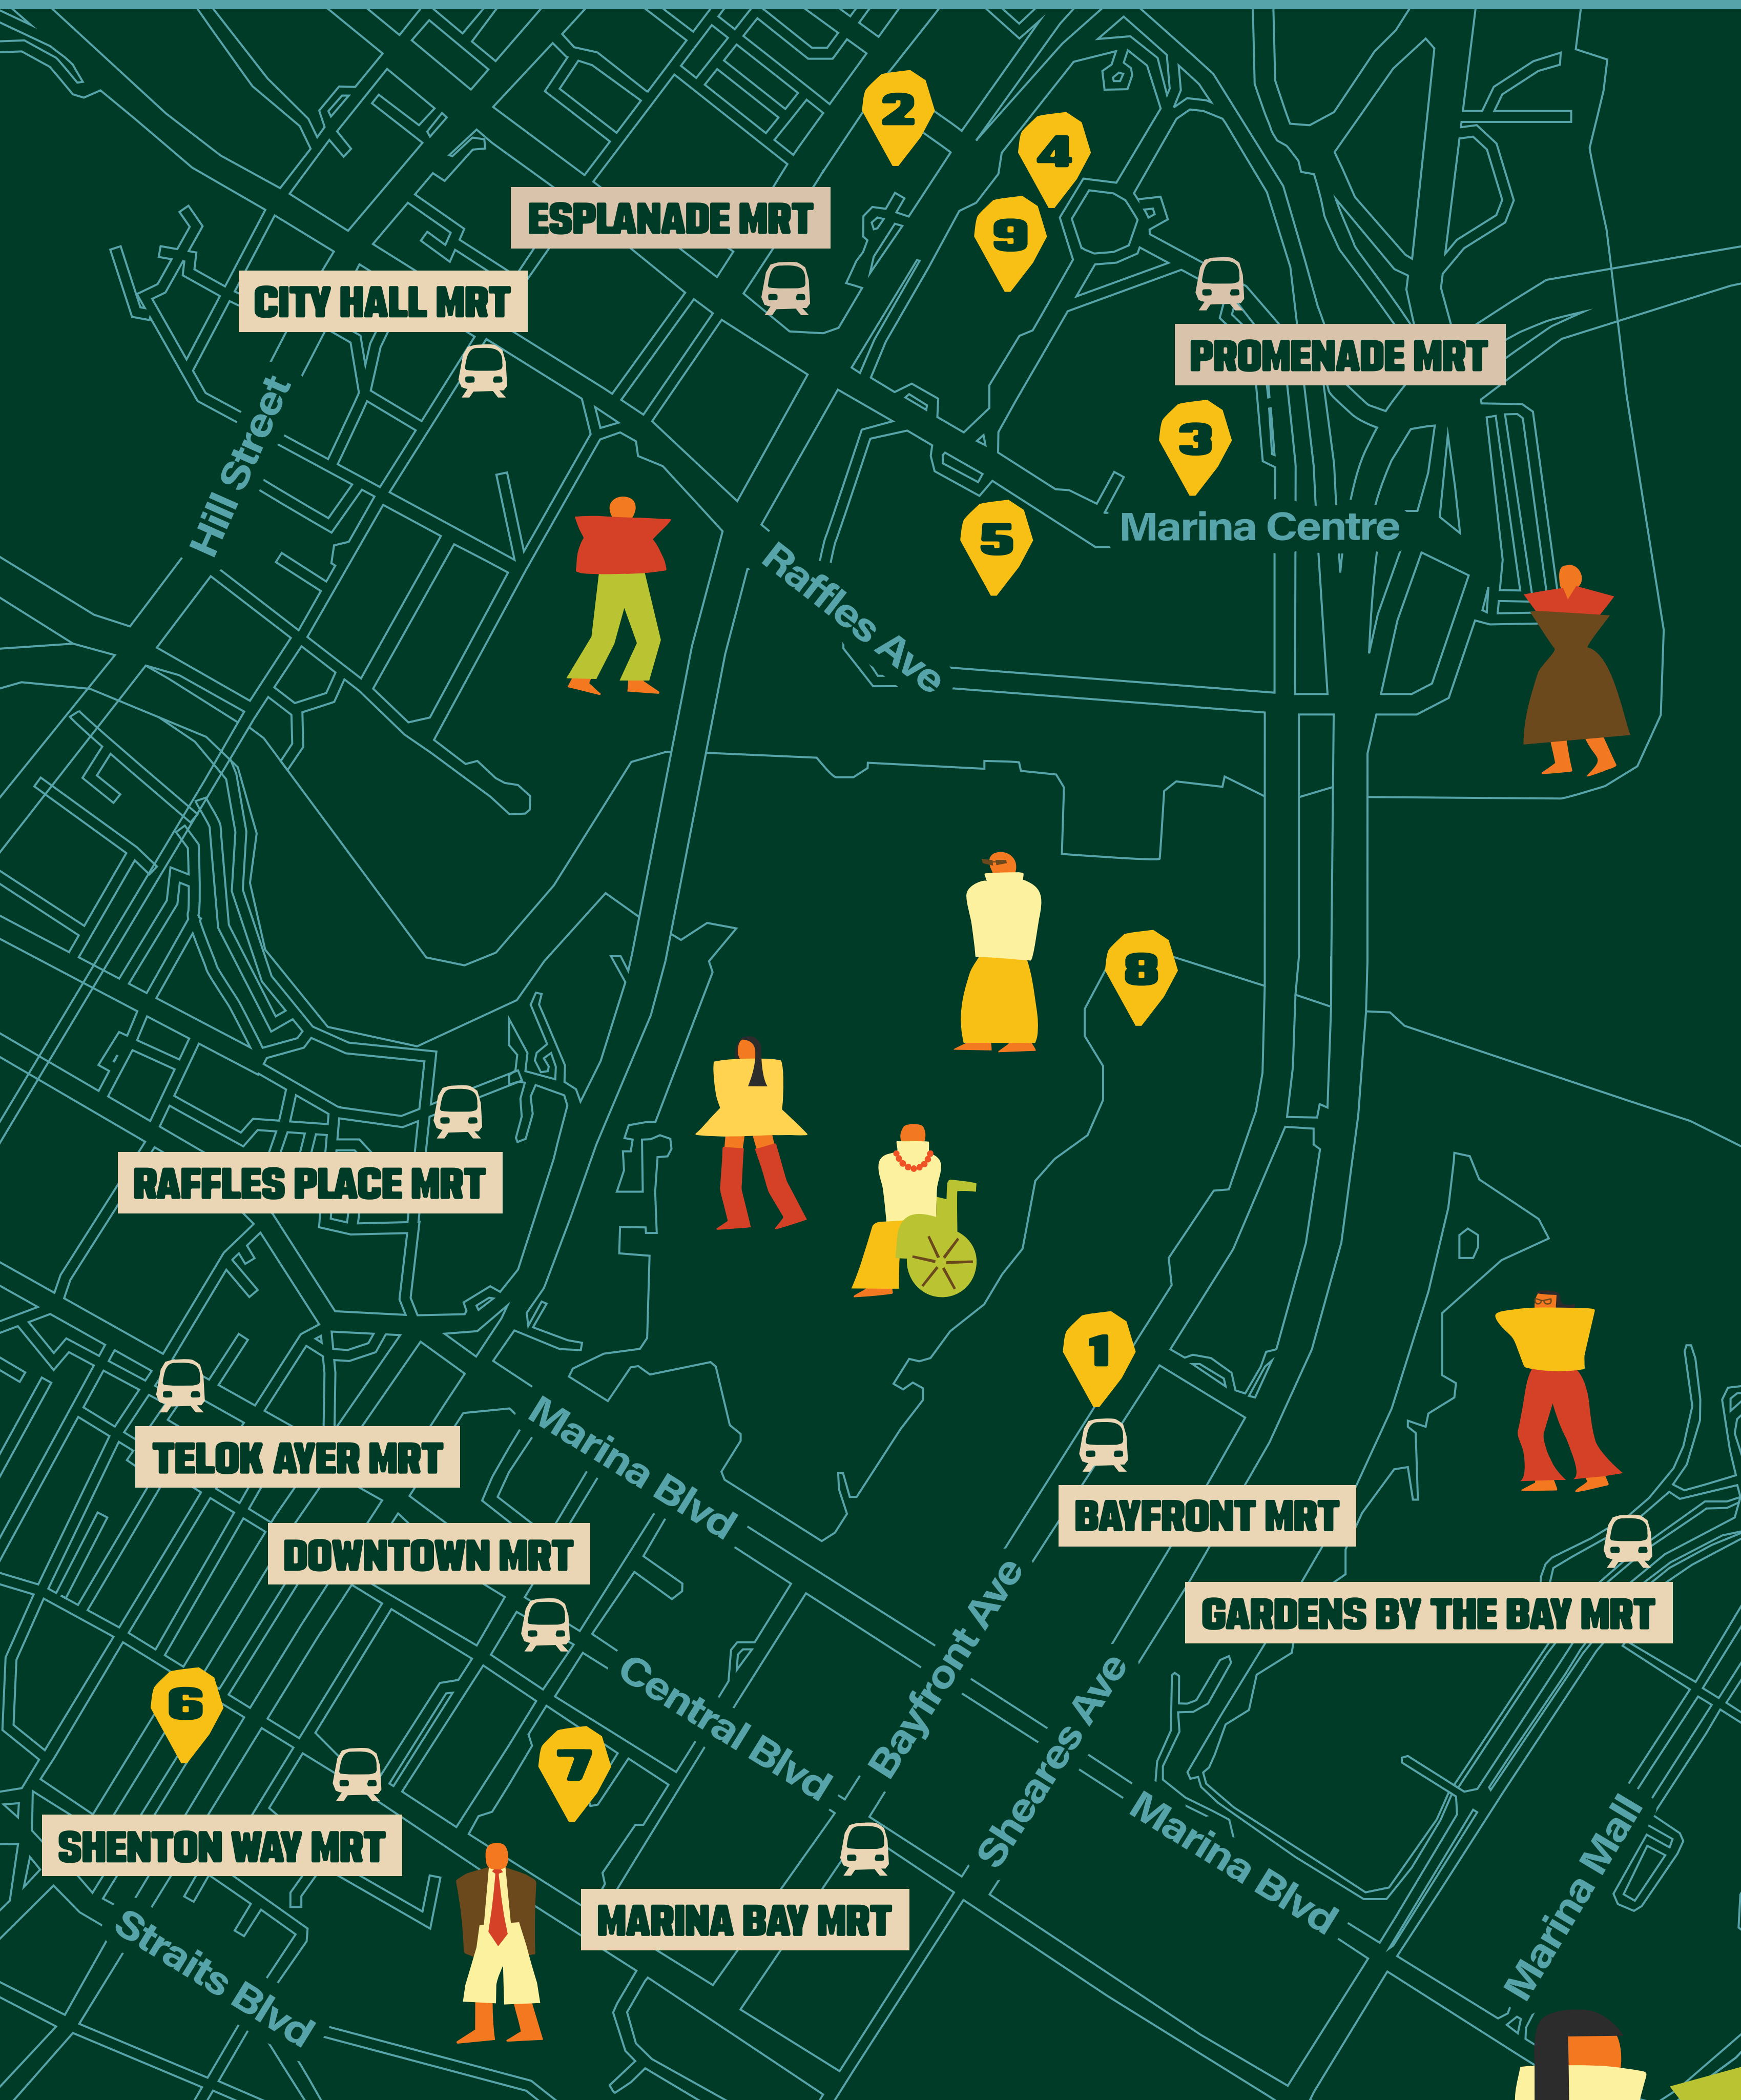 2
4
ESPLANADE MRT
9
CITY HALL MRT
PROMENADE MRT
3
Hill Street
5
Marina Centre
Raffles Ave
8
RAFFLES PLACE MRT
1
TELOK AYER MRT
Marina Blvd
BAYFRONT MRT
DOWNTOWN MRT
GARDENS BY THE BAY MRT
6
Central Blvd
Bayfront Ave
Sheares Ave
7
SHENTON WAY MRT
Marina Blvd
Marina Mall
MARINA BAY MRT
Straits Blvd